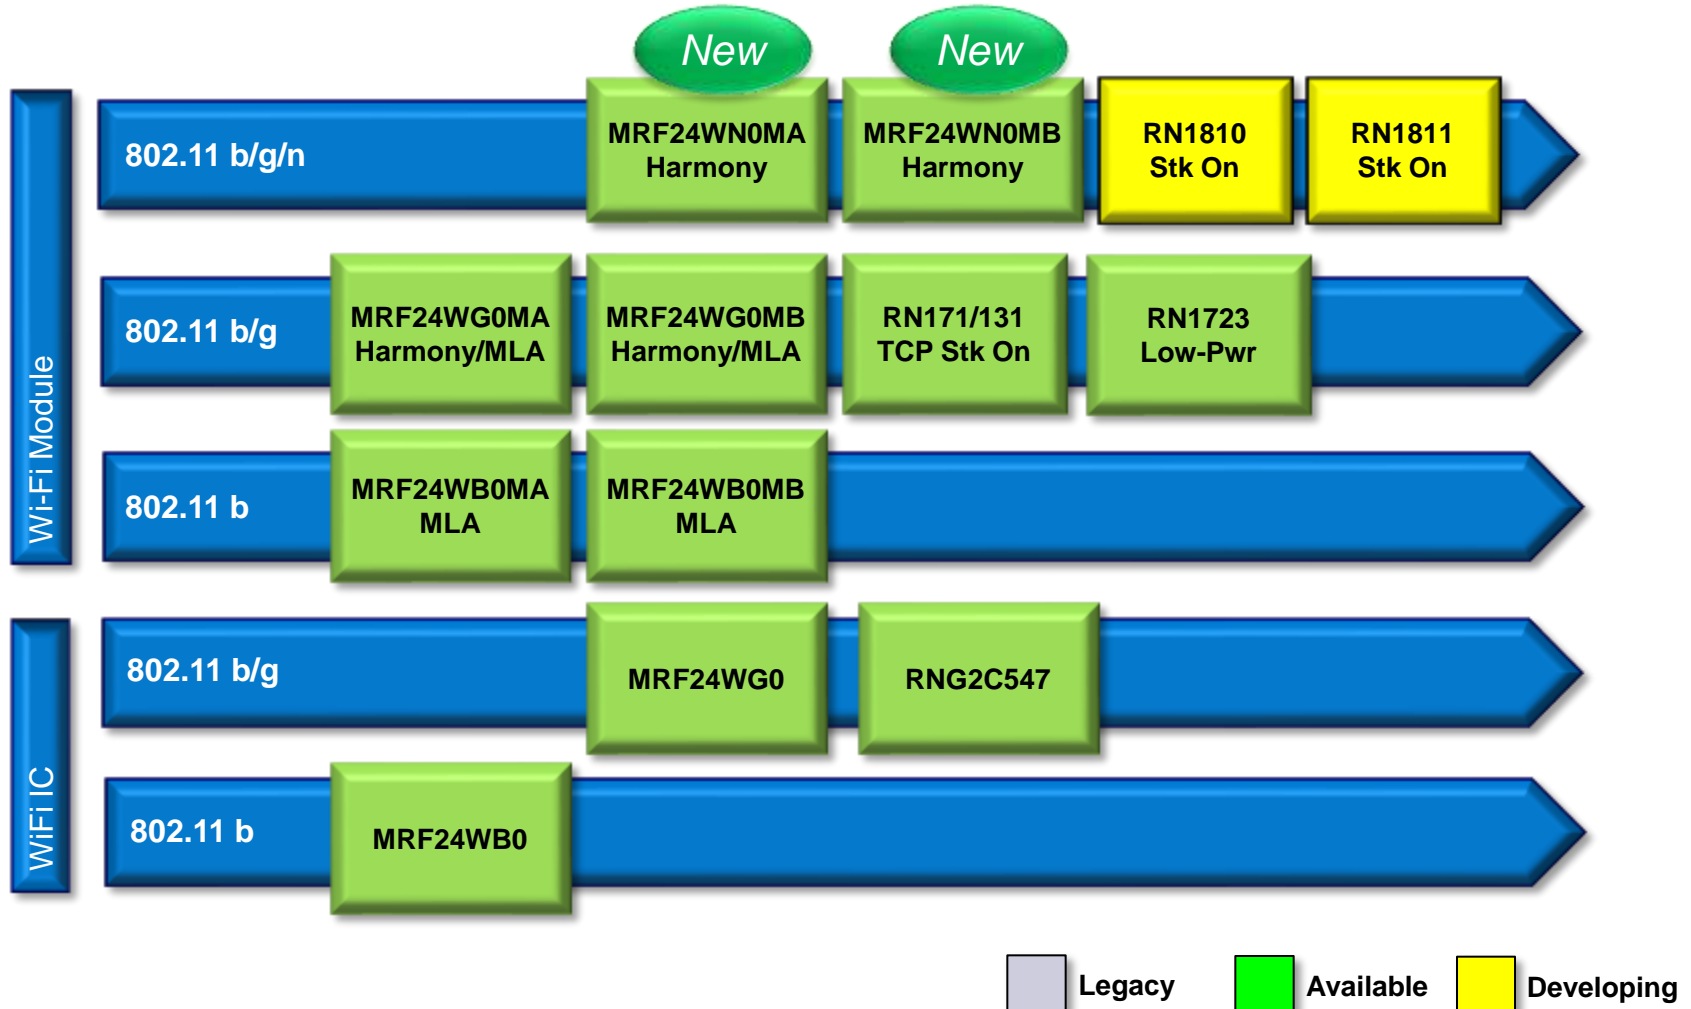 New
New
Wi-Fi Module
802.11 b/g/n
MRF24WN0MA
Harmony
MRF24WN0MB
Harmony
RN1810
Stk On
RN1811
Stk On
802.11 b/g
MRF24WG0MA
Harmony/MLA
MRF24WG0MB
Harmony/MLA
RN171/131
TCP Stk On
RN1723
Low-Pwr
802.11 b
MRF24WB0MA
MLA
MRF24WB0MB
MLA
WiFi IC
802.11 b/g
MRF24WG0
RNG2C547
802.11 b
MRF24WB0
Legacy
Available
Developing